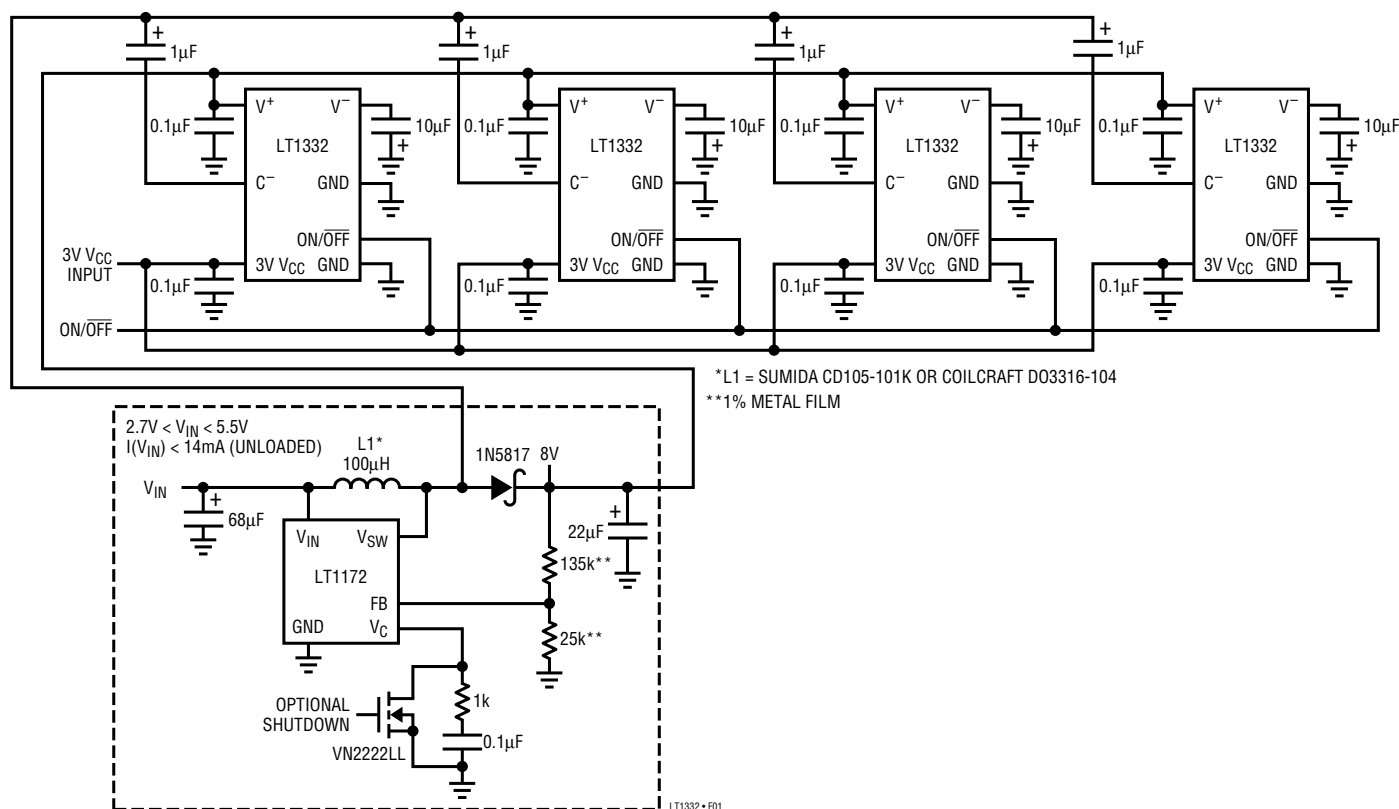 + 1μF
+ 1μF
+ 1μF
+ 1μF
V+ V−
0.1μF 10μF +
LT1332
C− GND
ON/OFF
3V VCC GND
0.1μF
V+ V−
0.1μF 10μF +
LT1332
C− GND
ON/OFF
3V VCC GND
0.1μF
V+ V−
0.1μF 10μF +
LT1332
C− GND
ON/OFF
3V VCC GND
0.1μF
V+ V−
0.1μF 10μF +
LT1332
C− GND
ON/OFF
3V VCC GND
0.1μF
3V VCC
INPUT
ON/OFF
*L1 = SUMIDA CD105-101K OR COILCRAFT DO3316-104
**1% METAL FILM
2.7V < VIN < 5.5V
I(VIN) < 14mA (UNLOADED)
L1*
100μH
1N5817 8V
VIN
+
68μF
+
22μF
VIN VSW
LT1172
FB
GND VC
135k**
25k**
OPTIONAL
SHUTDOWN
VN2222LL
1k
0.1μF
LT1332 • F01